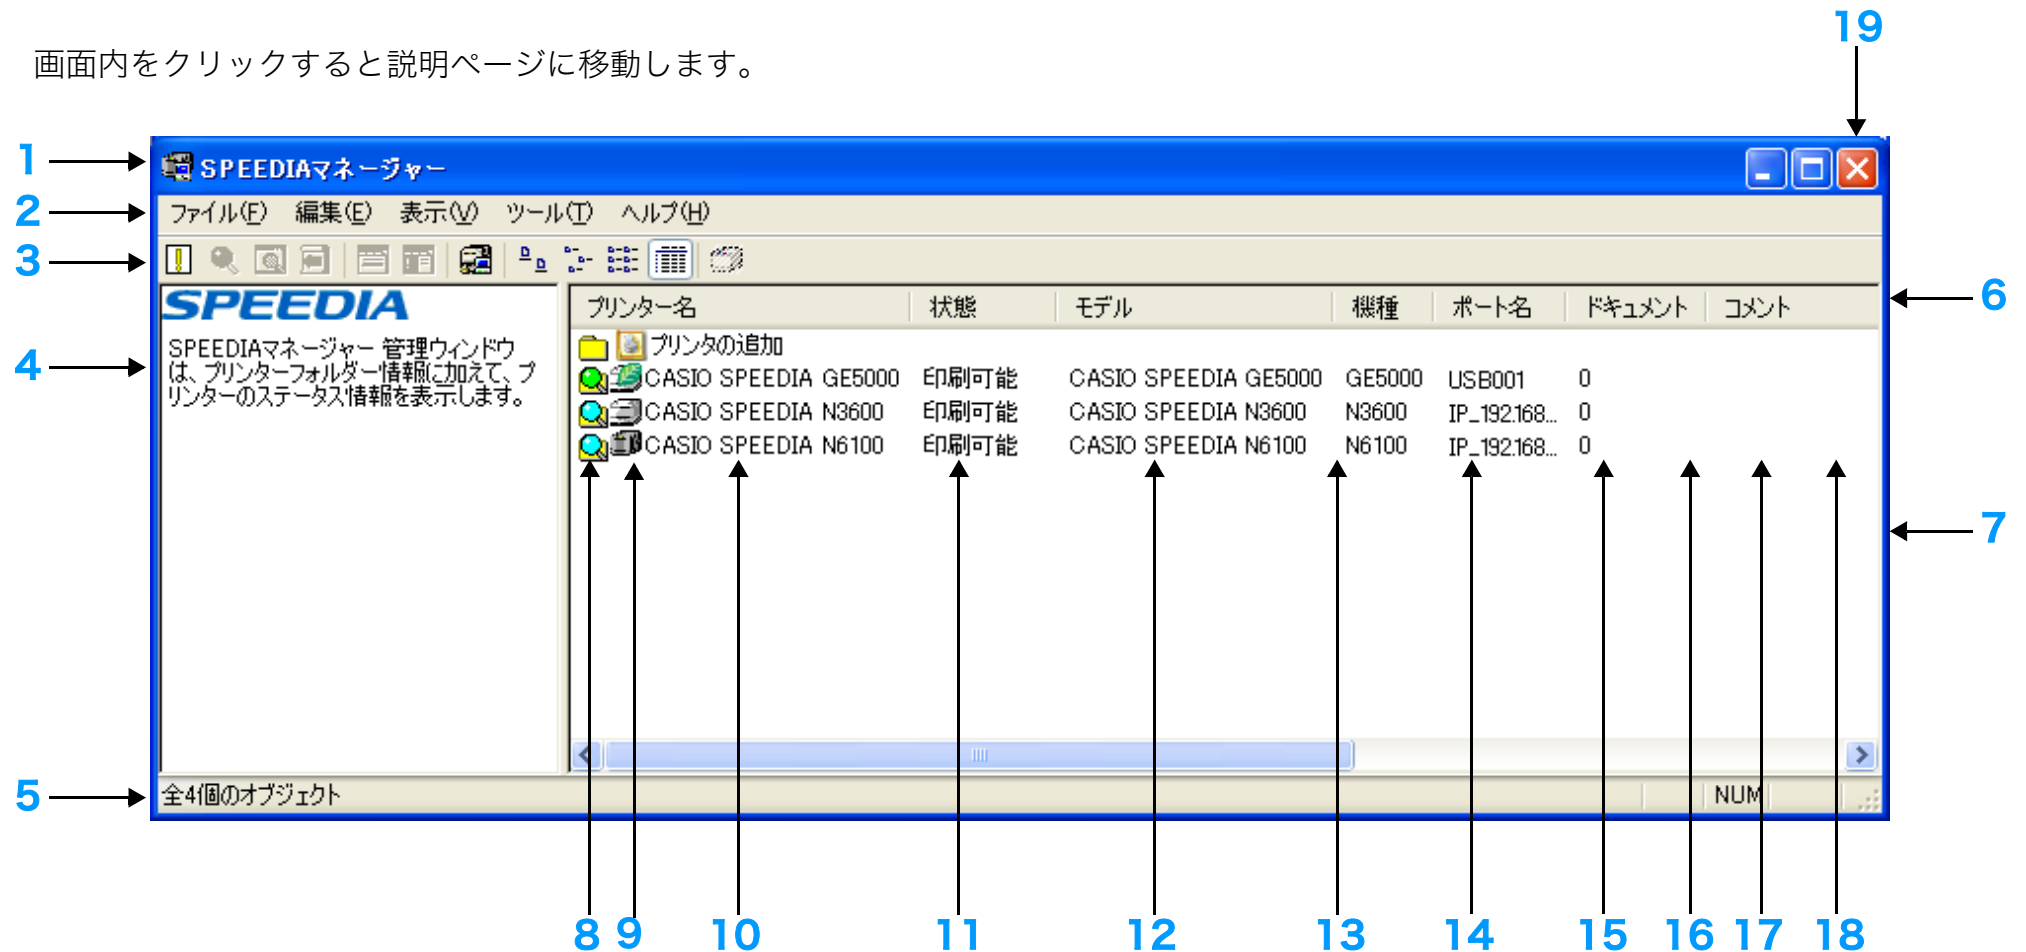 19
画面内をクリックすると説明ページに移動します。
1
SPEEDIAマネージャー
2
ファイル(F) 編集(E) 表示(V) ツール(T) ヘルプ(H)
3
SPEEDIA
プリンター名 状態 モデル 機種 ポート名 ドキュメント コメント
6
プリンタの追加
4
SPEEDIAマネージャー 管理ウィンドウ
は、プリンターフォルダー情報に加えて、プ
リンターのステータス情報を表示します。
CASIO SPEEDIA GE5000 印刷可能 CASIO SPEEDIA GE5000 GE5000 USB001 0
CASIO SPEEDIA N3600 印刷可能 CASIO SPEEDIA N3600 N3600 IP_192.168... 0
CASIO SPEEDIA N6100 印刷可能 CASIO SPEEDIA N6100 N6100 IP_192.168... 0
7
5
全4個のオブジェクト NUM
8 9 10 11 12 13 14 15 16 17 18